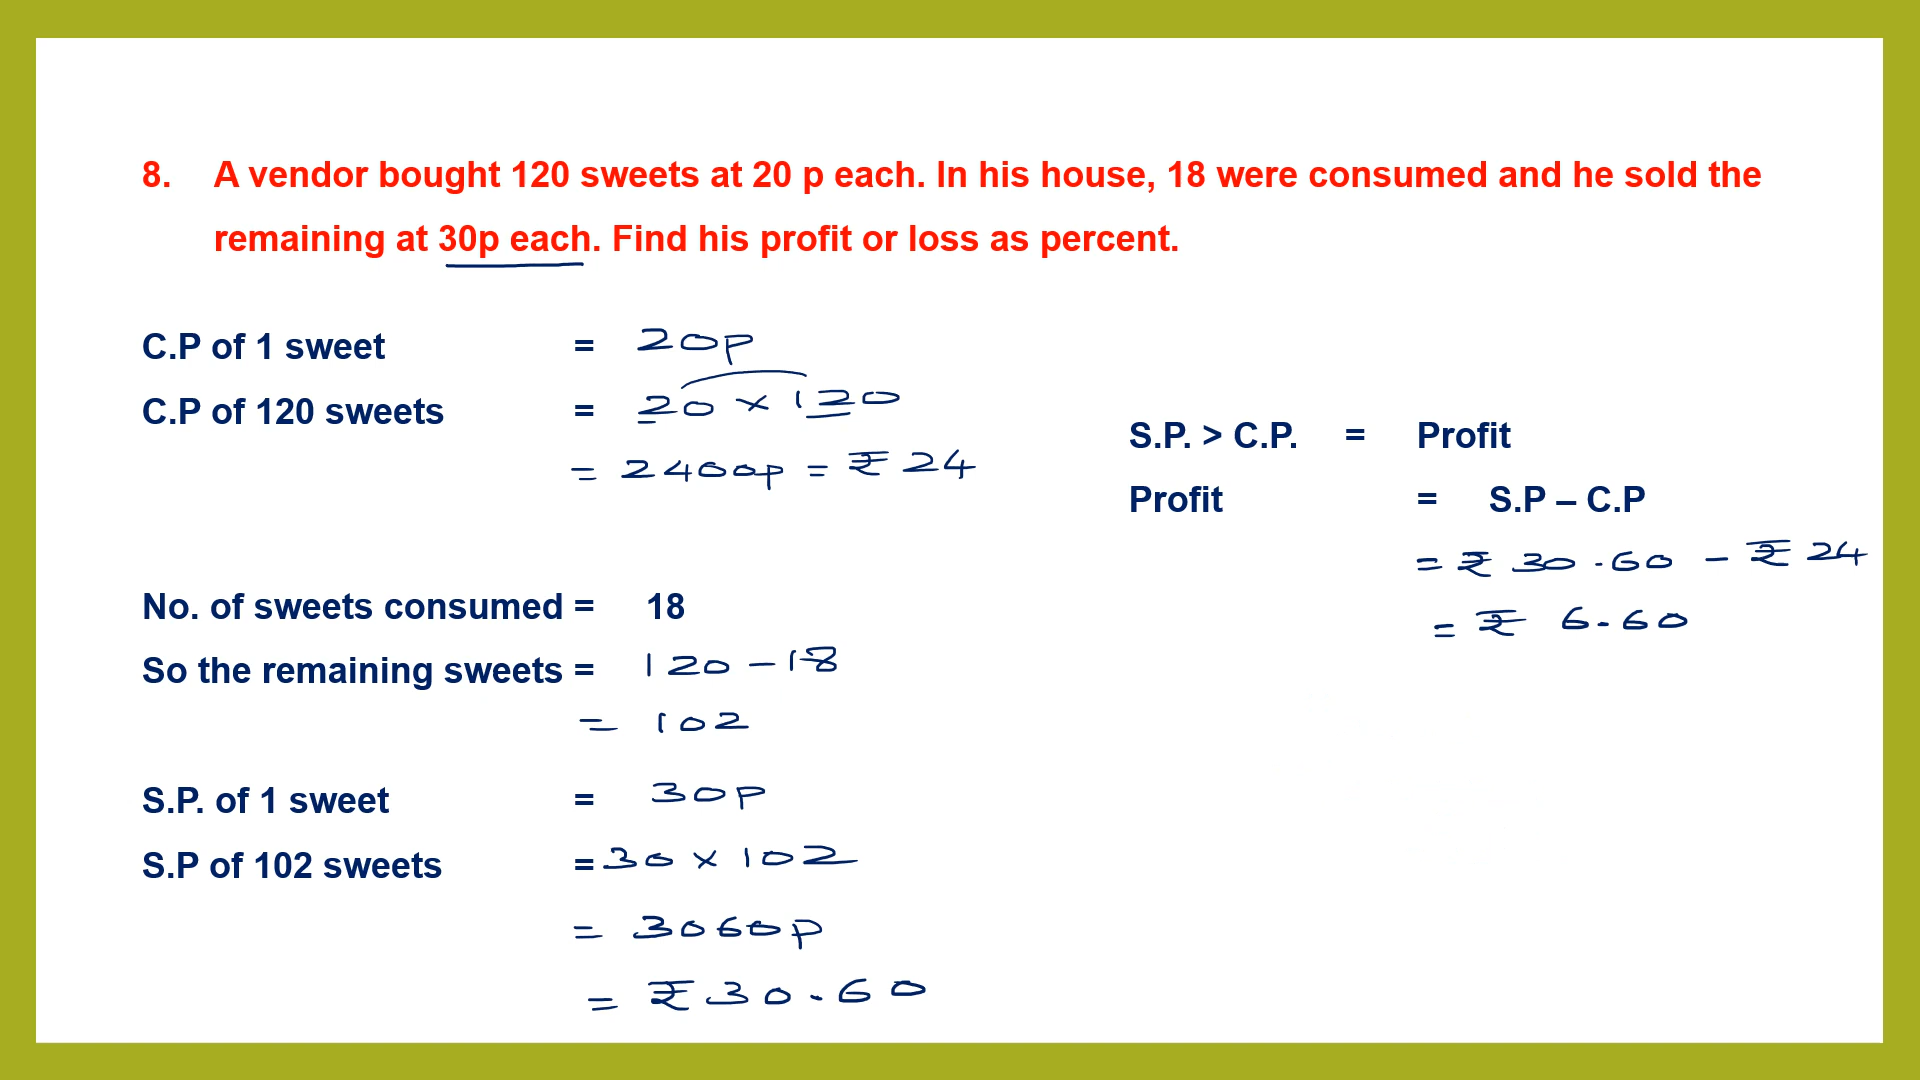 8. A vendor bought 120 sweets at 20 p each. In his house, 18 were consumed and he sold the
remaining at 30p each. Find his profit or loss as percent.
C.P of 1 sweet = 20p
C.P of 120 sweets = 20 × 120
= 2400p = ₹ 24
No. of sweets consumed = 18
So the remaining sweets = 120 – 18
= 102
S.P. of 1 sweet = 30p
S.P of 102 sweets = 30 × 102
= 3060p
= ₹ 30.60
S.P. > C.P. = Profit
Profit = S.P – C.P
= ₹ 30.60 – ₹ 24
= ₹ 6.60